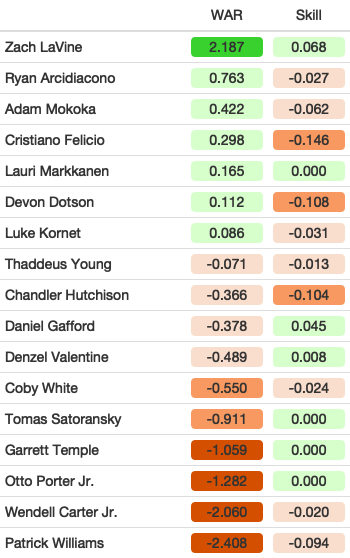 WAR Skill
Zach LaVine 2.187 0.068
Ryan Arcidiacono 0.763 -0.027
Adam Mokoka 0.422 -0.062
Cristiano Felicio 0.298 -0.146
Lauri Markkanen 0.165 0.000
Devon Dotson 0.112 -0.108
Luke Kornet 0.086 -0.031
Thaddeus Young -0.071 -0.013
Chandler Hutchison -0.366 -0.104
Daniel Gafford -0.378 0.045
Denzel Valentine -0.489 0.008
Coby White -0.550 -0.024
Tomas Satoransky -0.911 0.000
Garrett Temple -1.059 0.000
Otto Porter Jr. -1.282 0.000
Wendell Carter Jr. -2.060 -0.020
Patrick Williams -2.408 -0.094